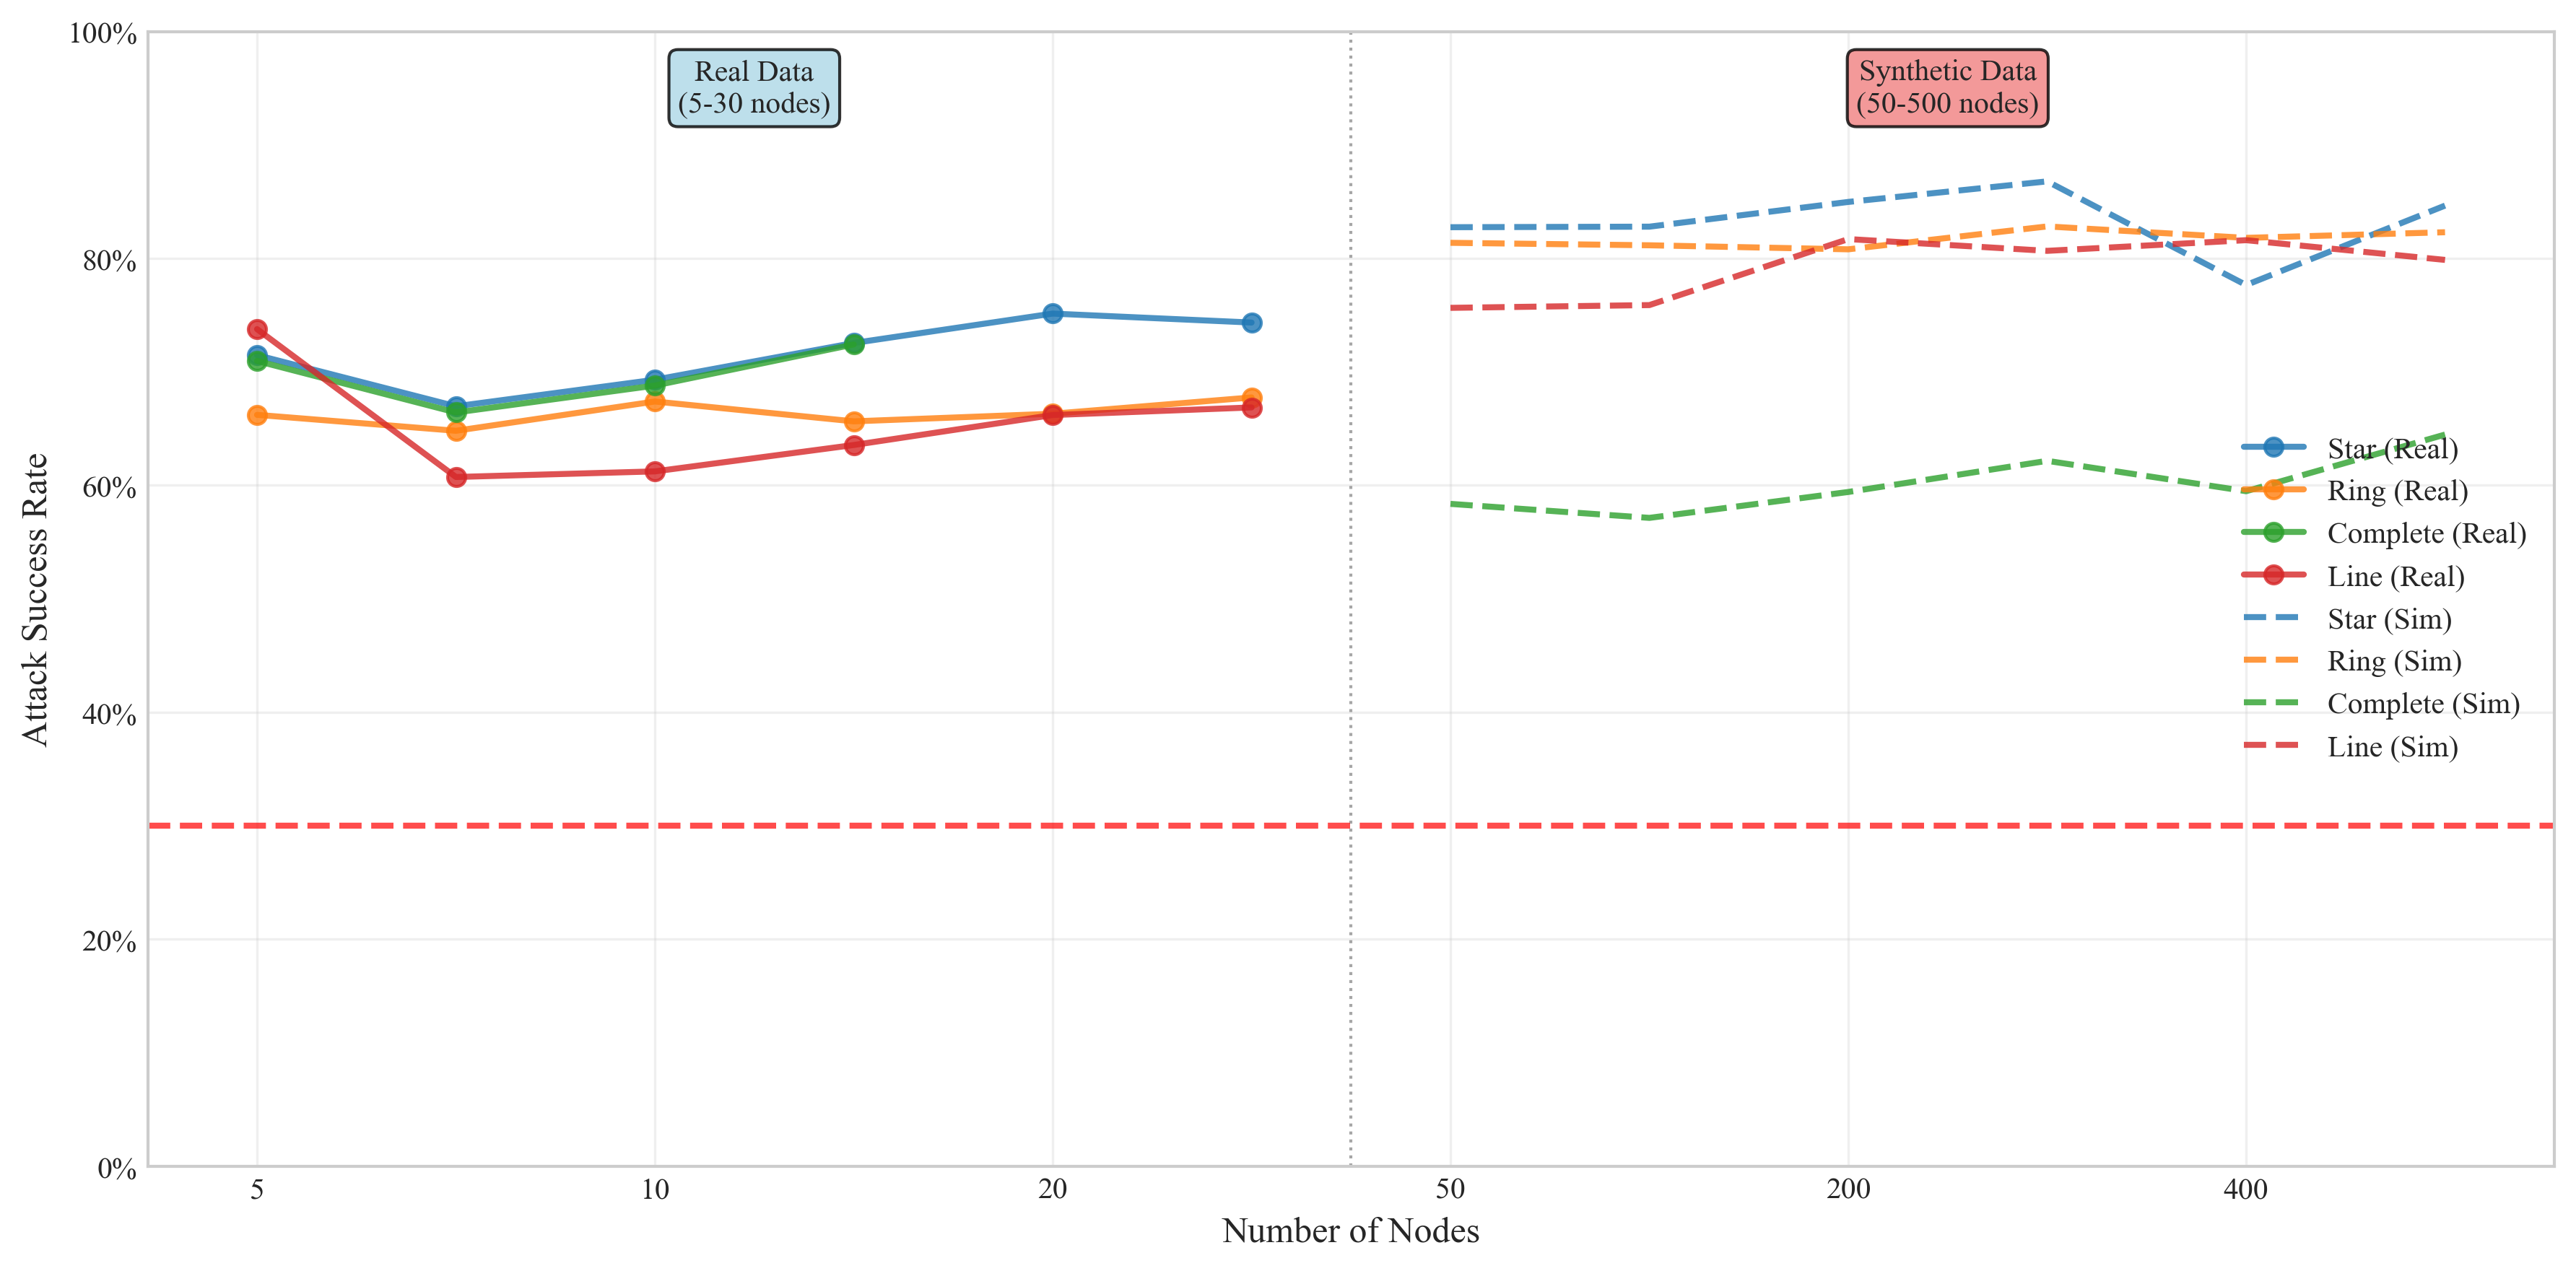 Real Data
(5-30 nodes)
Synthetic Data
(50-500 nodes)
Attack Success Rate
100%
80%
60%
40%
20%
0%
Star (Real)
Ring (Real)
Complete (Real)
Line (Real)
Star (Sim)
Ring (Sim)
Complete (Sim)
Line (Sim)
5 10 20 50 200 400
Number of Nodes